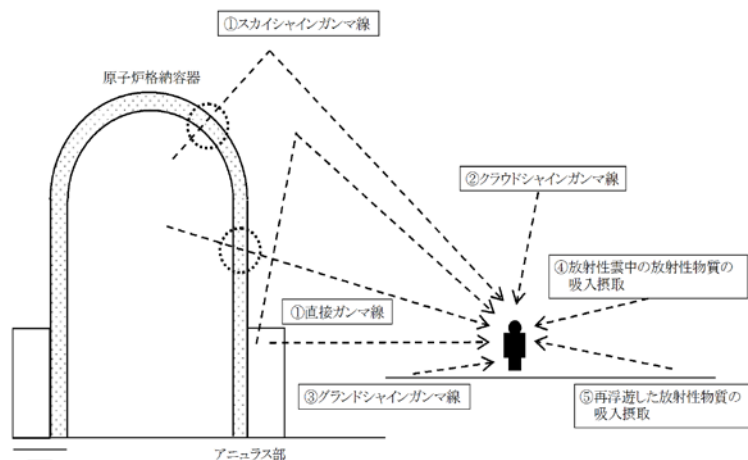 ①スカイシャインガンマ線
原子炉格納容器
②クラウドシャインガンマ線
④放射性雲中の放射性物質の
吸入摂取
①直接ガンマ線
③グランドシャインガンマ線
⑤再浮遊した放射性物質の
吸入摂取
アニュラス部